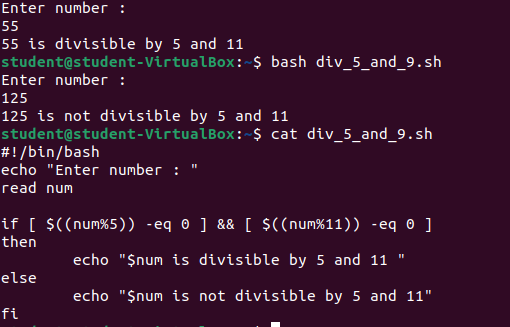 Enter number :
55
55 is divisible by 5 and 11
student@student-VirtualBox:~$ bash div_5_and_9.sh
Enter number :
125
125 is not divisible by 5 and 11
student@student-VirtualBox:~$ cat div_5_and_9.sh
#!/bin/bash
echo "Enter number : "
read num

if [ $((num%5)) -eq 0 ] && [ $((num%11)) -eq 0 ]
then
        echo "$num is divisible by 5 and 11 "
else
        echo "$num is not divisible by 5 and 11"
fi